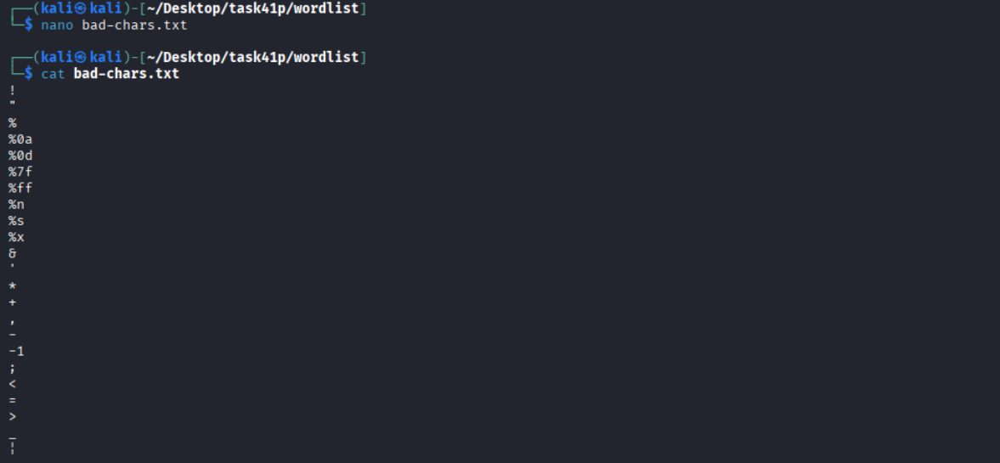 ┌──(kali㉿kali)-[~/Desktop/task41p/wordlist]
└─$ nano bad-chars.txt
┌──(kali㉿kali)-[~/Desktop/task41p/wordlist]
└─$ cat bad-chars.txt
!
"
%
%0a
%0d
%7f
%ff
%n
%s
%x
&
'
*
+
,
-
-1
;
<
=
>
_
¦